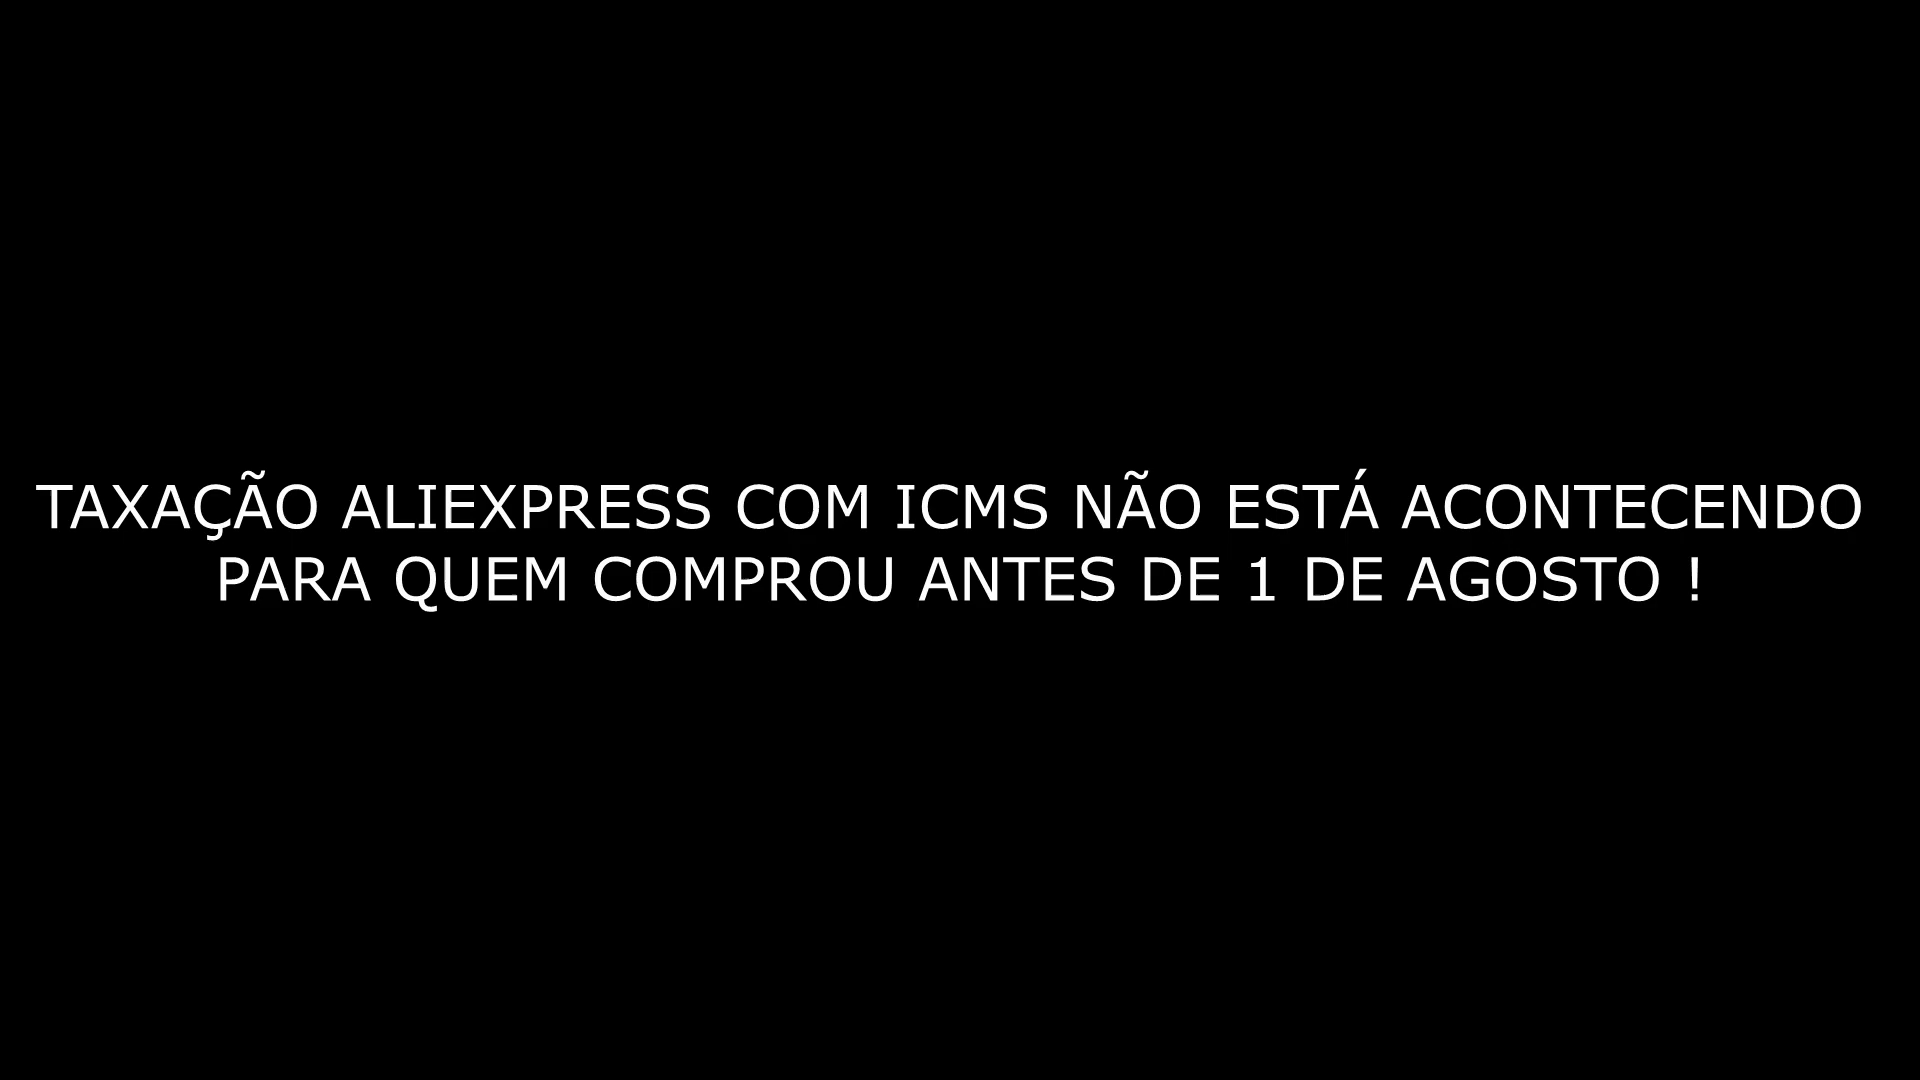 TAXAÇÃO ALIEXPRESS COM ICMS NÃO ESTÁ ACONTECENDO
PARA QUEM COMPROU ANTES DE 1 DE AGOSTO !